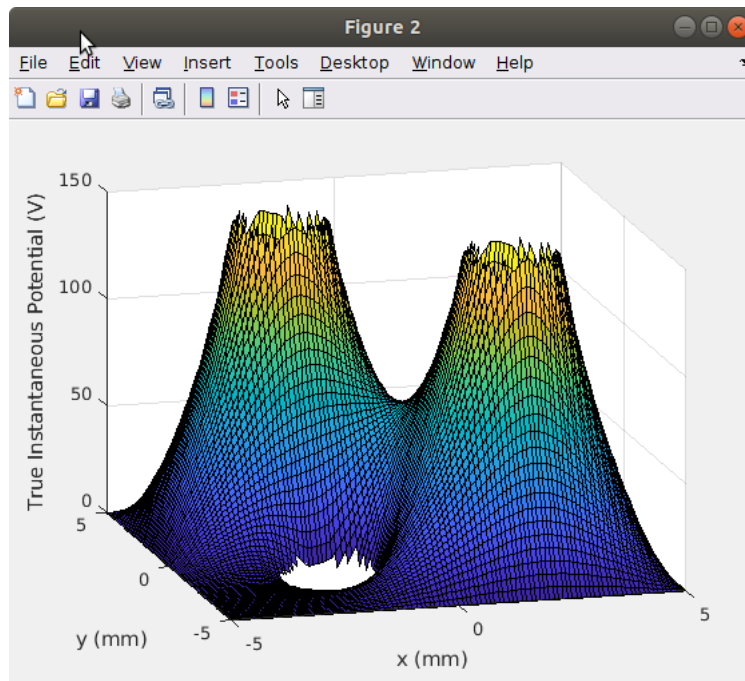 Figure 2
File Edit View Insert Tools Desktop Window Help
True Instantaneous Potential (V)
150
100
50
0
5
0
-5
y (mm)
-5
0
5
x (mm)